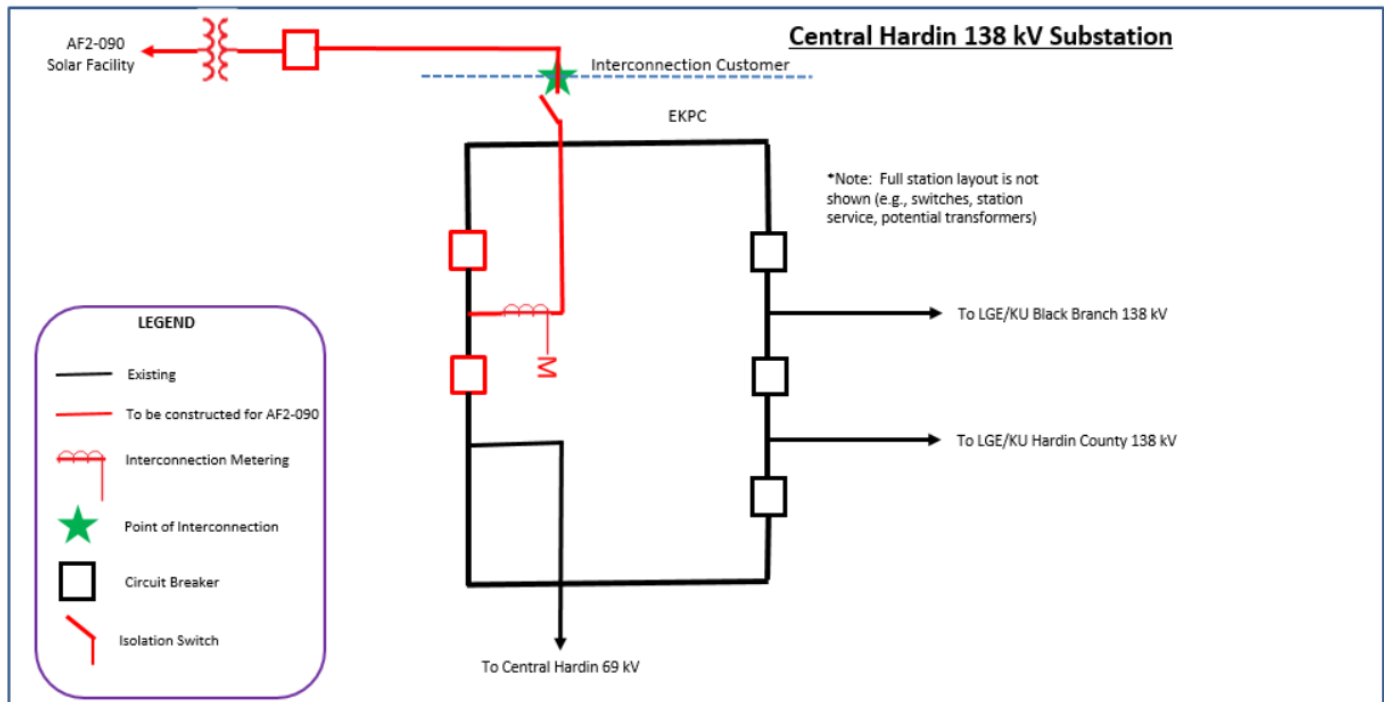 Central Hardin 138 kV Substation
AF2-090
Solar Facility
Interconnection Customer
EKPC
*Note: Full station layout is not
shown (e.g., switches, station
service, potential transformers)
To LGE/KU Black Branch 138 kV
M
To LGE/KU Hardin County 138 kV
To Central Hardin 69 kV
LEGEND
Existing
To be constructed for AF2-090
Interconnection Metering
Point of Interconnection
Circuit Breaker
Isolation Switch